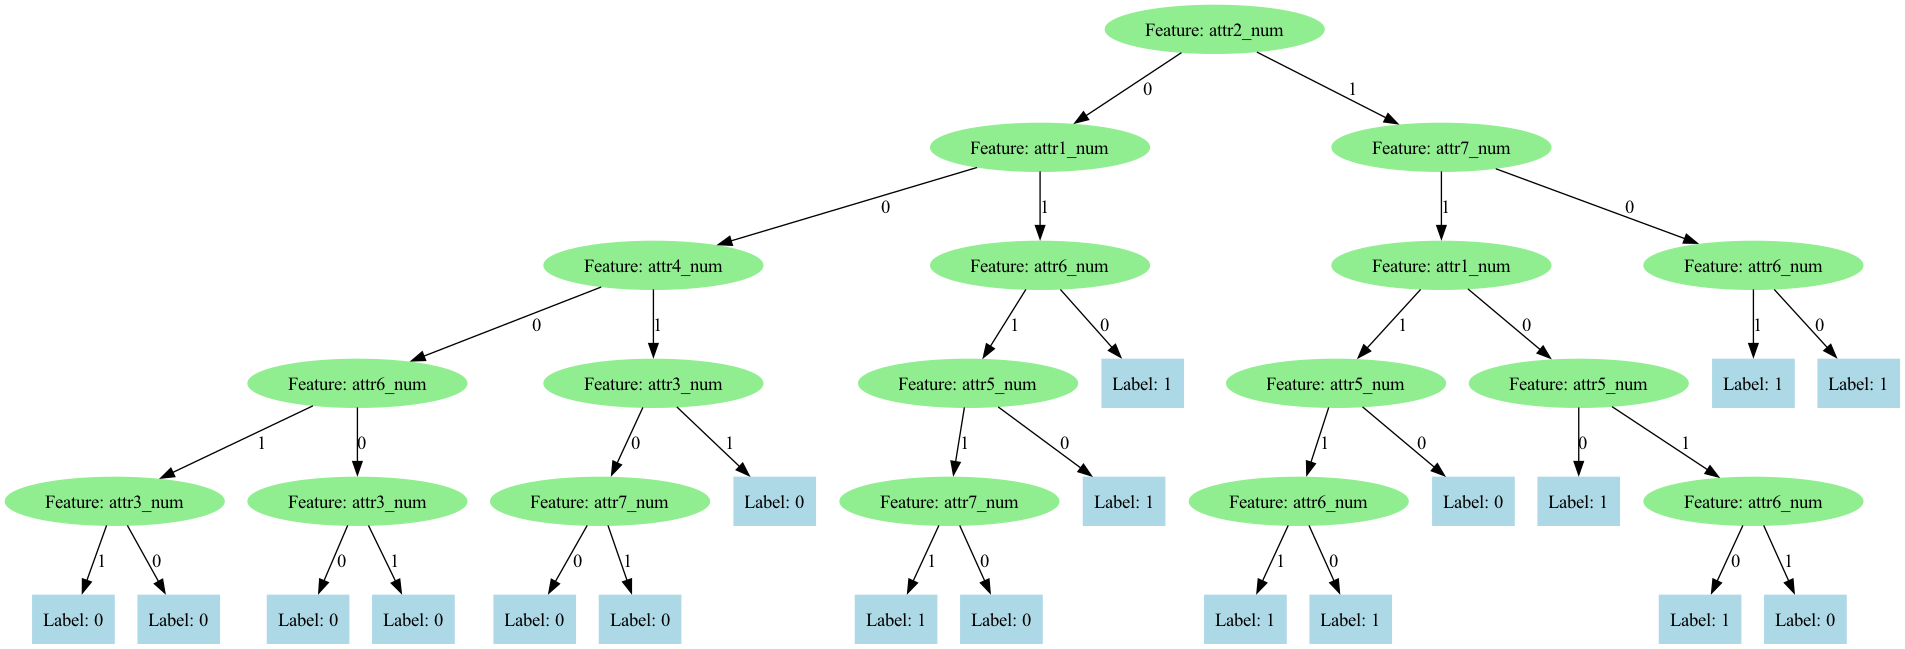 Feature: attr2_num
0
1
Feature: attr1_num
Feature: attr7_num
0
1
1
0
Feature: attr4_num
Feature: attr6_num
Feature: attr1_num
Feature: attr6_num
0
1
1
0
1
0
1
0
Feature: attr6_num
Feature: attr3_num
Feature: attr5_num
Label: 1
Feature: attr5_num
Feature: attr5_num
Label: 1
Label: 1
1
0
0
1
1
0
1
0
0
1
Feature: attr3_num
Feature: attr3_num
Feature: attr7_num
Label: 0
Feature: attr7_num
Label: 1
Feature: attr6_num
Label: 0
Label: 1
Feature: attr6_num
1
0
0
1
0
1
1
0
1
0
0
1
Label: 0
Label: 0
Label: 0
Label: 0
Label: 0
Label: 0
Label: 1
Label: 0
Label: 1
Label: 1
Label: 1
Label: 0